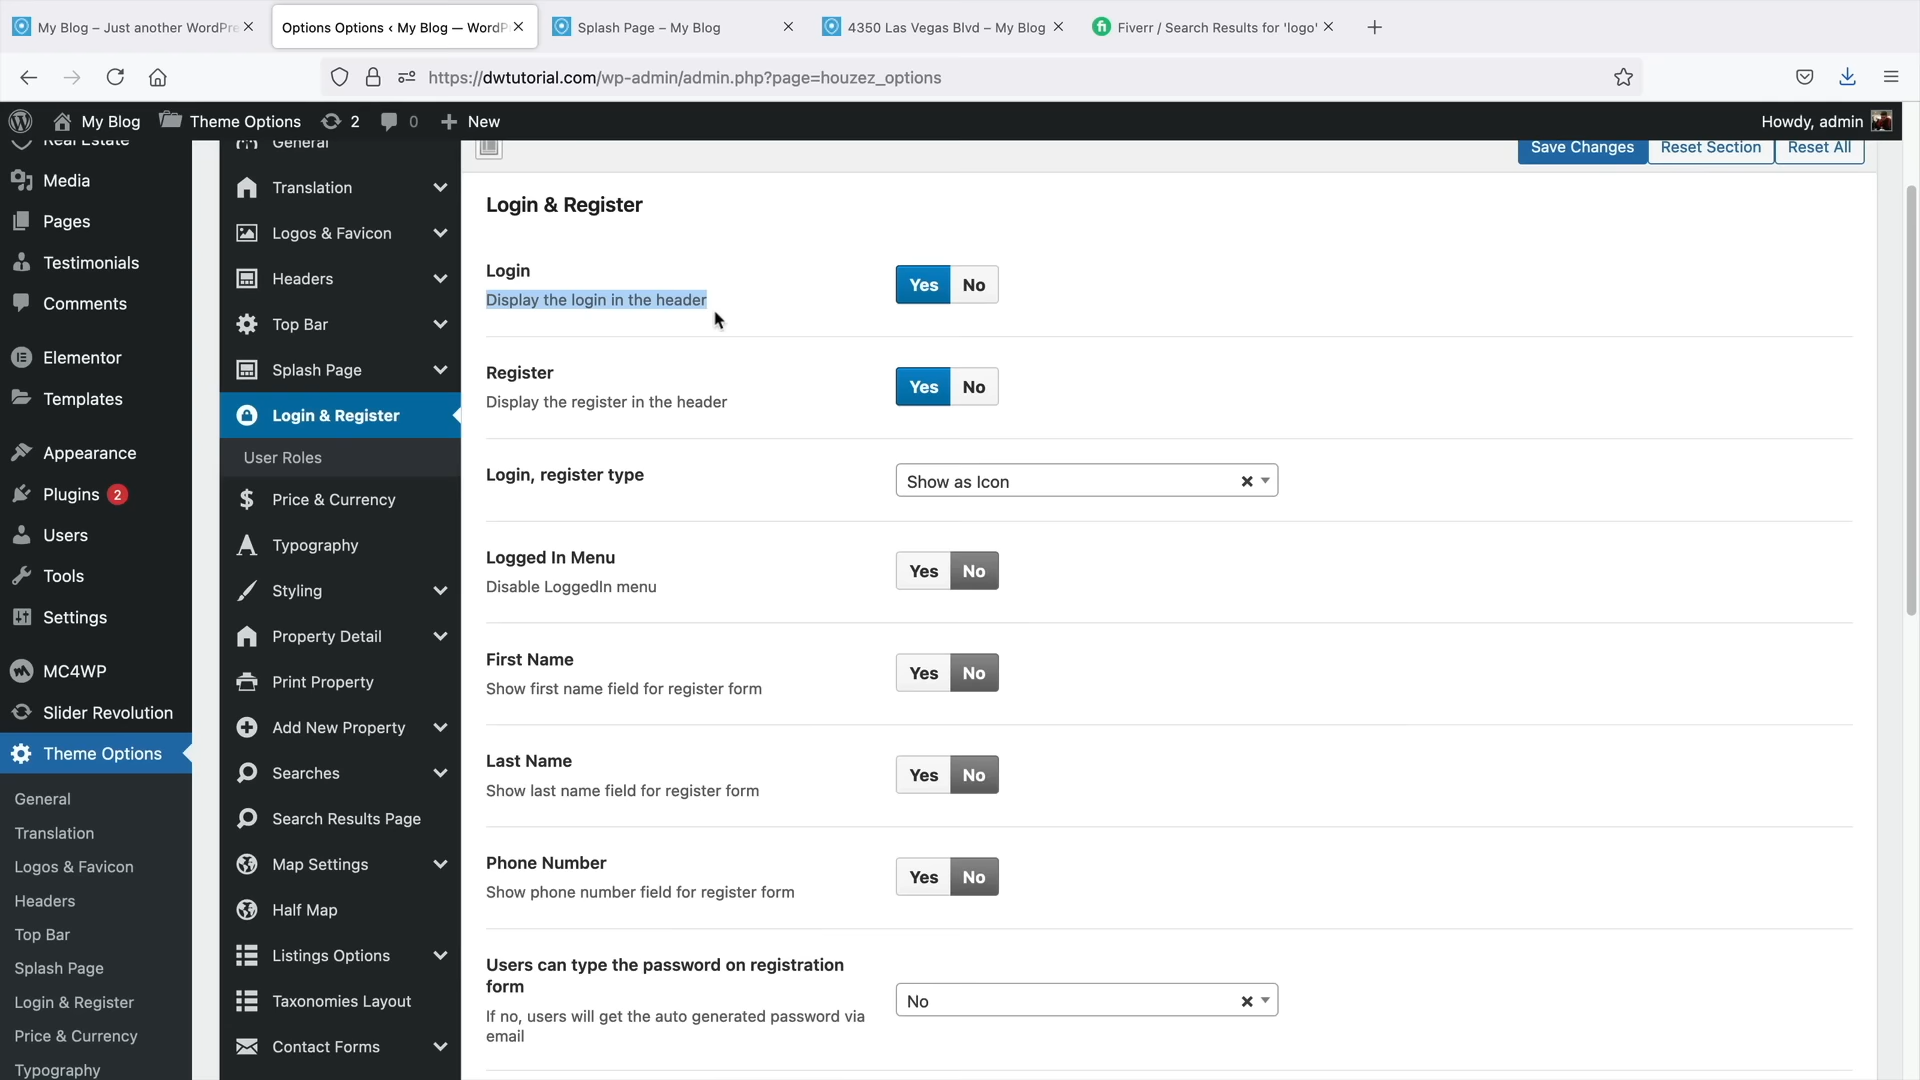 My Blog – Just another WordPre
Options Options ‹ My Blog — WordP
Splash Page – My Blog
4350 Las Vegas Blvd – My Blog
Fiverr / Search Results for 'logo'
https://dwtutorial.com/wp-admin/admin.php?page=houzez_options
My Blog
Theme Options
2
0
New
Howdy, admin
Real Estate
Media
Pages
Testimonials
Comments
Elementor
Templates
Appearance
Plugins 2
Users
Tools
Settings
MC4WP
Slider Revolution
Theme Options
General
Translation
Logos & Favicon
Headers
Top Bar
Splash Page
Login & Register
Price & Currency
Typography
General
Translation
Logos & Favicon
Headers
Top Bar
Splash Page
Login & Register
User Roles
Price & Currency
Typography
Styling
Property Detail
Print Property
Add New Property
Searches
Search Results Page
Map Settings
Half Map
Listings Options
Taxonomies Layout
Contact Forms
Save Changes
Reset Section
Reset All
Login & Register
Login
Display the login in the header
Yes No
Register
Display the register in the header
Yes No
Login, register type
Show as Icon
Logged In Menu
Disable LoggedIn menu
Yes No
First Name
Show first name field for register form
Yes No
Last Name
Show last name field for register form
Yes No
Phone Number
Show phone number field for register form
Yes No
Users can type the password on registration
form
If no, users will get the auto generated password via
email
No